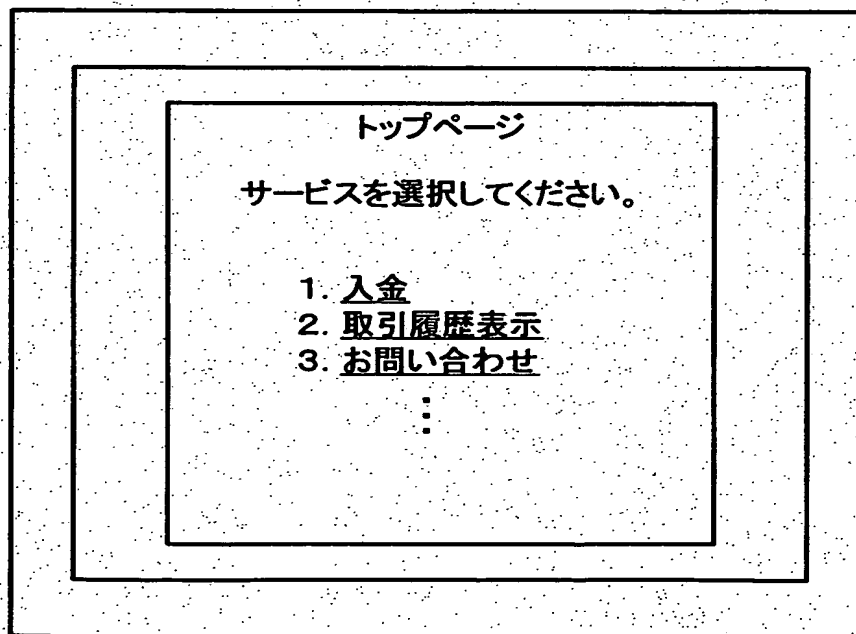 トップページ
サービスを選択してください。
1. 入金
2. 取引履歴表示
3. お問い合わせ
⋮